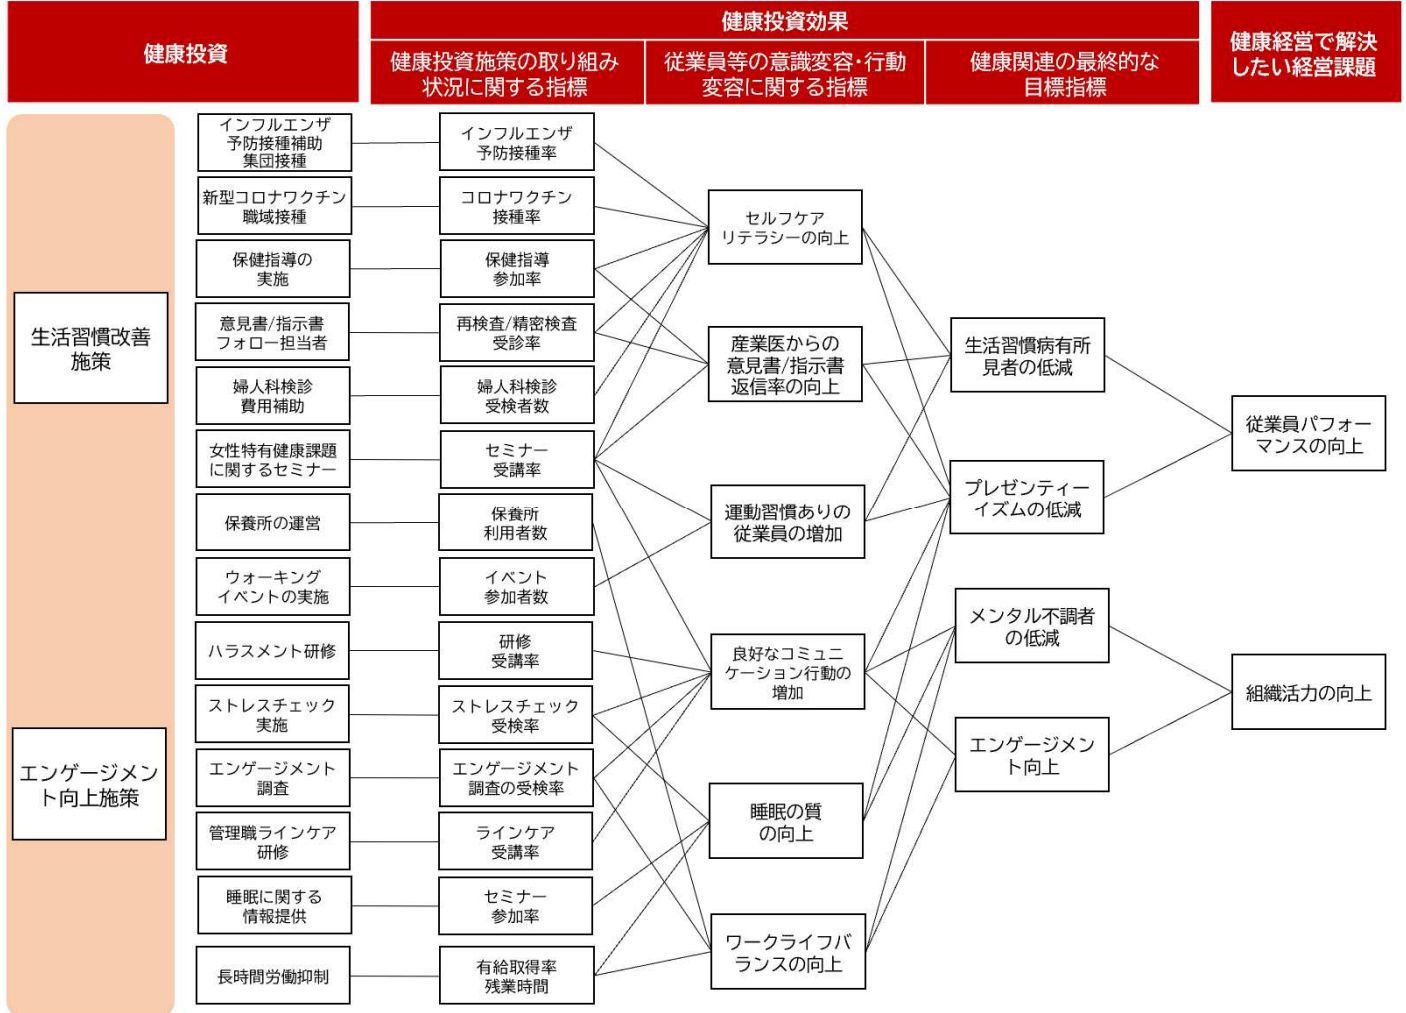 健康投資
健康投資効果
健康投資施策の取り組み
状況に関する指標
従業員等の意識変容・行動
変容に関する指標
健康関連の最終的な
目標指標
健康経営で解決
したい経営課題
生活習慣改善
施策
エンゲージメン
ト向上施策
インフルエンザ
予防接種補助
集団接種
新型コロナワクチン
職域接種
保健指導の
実施
意見書/指示書
フォロー担当者
婦人科検診
費用補助
女性特有健康課題
に関するセミナー
保養所の運営
ウォーキング
イベントの実施
ハラスメント研修
ストレスチェック
実施
エンゲージメント
調査
管理職ラインケア
研修
睡眠に関する
情報提供
長時間労働抑制
インフルエンザ
予防接種率
コロナワクチン
接種率
保健指導
参加率
再検査/精密検査
受診率
婦人科検診
受検者数
セミナー
受講率
保養所
利用者数
イベント
参加者数
研修
受講率
ストレスチェック
受検率
エンゲージメント
調査の受検率
ラインケア
受講率
セミナー
参加率
有給取得率
残業時間
セルフケア
リテラシーの向上
産業医からの
意見書/指示書
返信率の向上
運動習慣ありの
従業員の増加
良好なコミュニ
ケーション行動の
増加
睡眠の質
の向上
ワークライフバ
ランスの向上
生活習慣病有所
見者の低減
プレゼンティー
イズムの低減
メンタル不調者
の低減
エンゲージメン
ト向上
従業員パフォー
マンスの向上
組織活力の向上